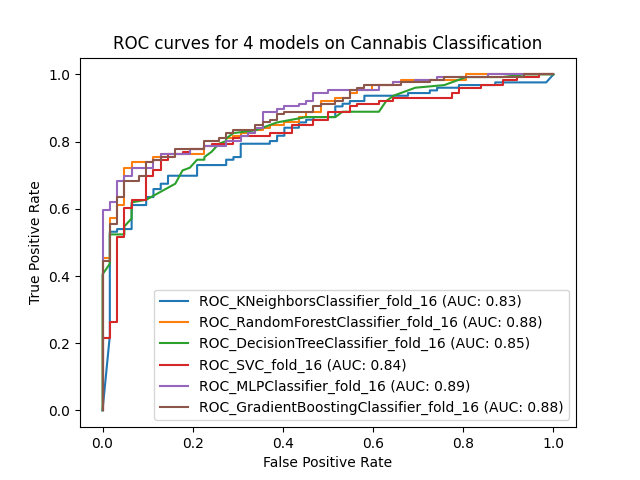 ROC curves for 4 models on Cannabis Classification
1.0
0.8
0.6
0.4
0.2
0.0
True Positive Rate
ROC_KNeighborsClassifier_fold_16 (AUC: 0.83)
ROC_RandomForestClassifier_fold_16 (AUC: 0.88)
ROC_DecisionTreeClassifier_fold_16 (AUC: 0.85)
ROC_SVC_fold_16 (AUC: 0.84)
ROC_MLPClassifier_fold_16 (AUC: 0.89)
ROC_GradientBoostingClassifier_fold_16 (AUC: 0.88)
0.0 0.2 0.4 0.6 0.8 1.0
False Positive Rate